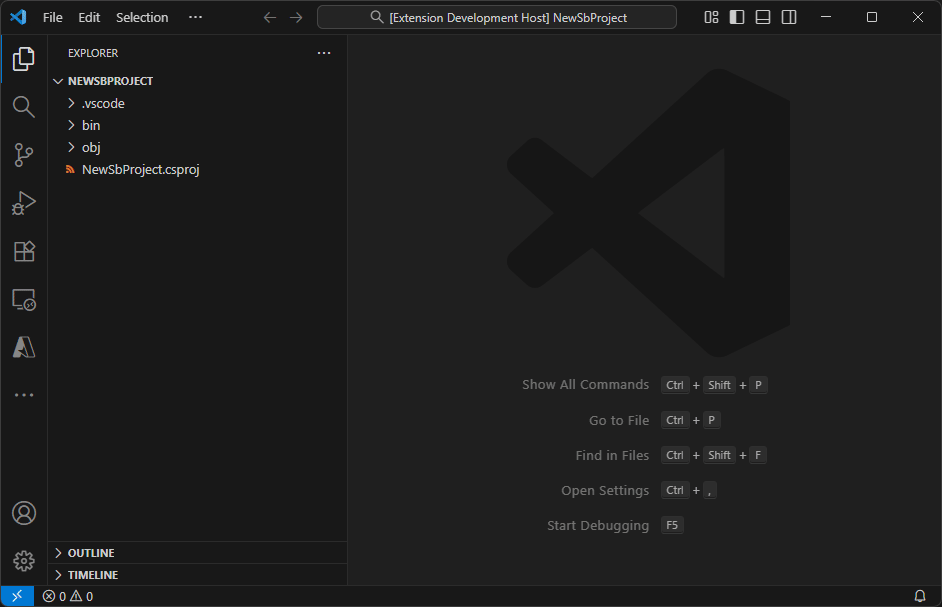 File Edit Selection ··· [Extension Development Host] NewSbProject
EXPLORER ···
NEWSBPROJECT
.vscode
bin
obj
NewSbProject.csproj
Show All Commands Ctrl + Shift + P
Go to File Ctrl + P
Find in Files Ctrl + Shift + F
Open Settings Ctrl + ,
Start Debugging F5
OUTLINE
TIMELINE
0 0